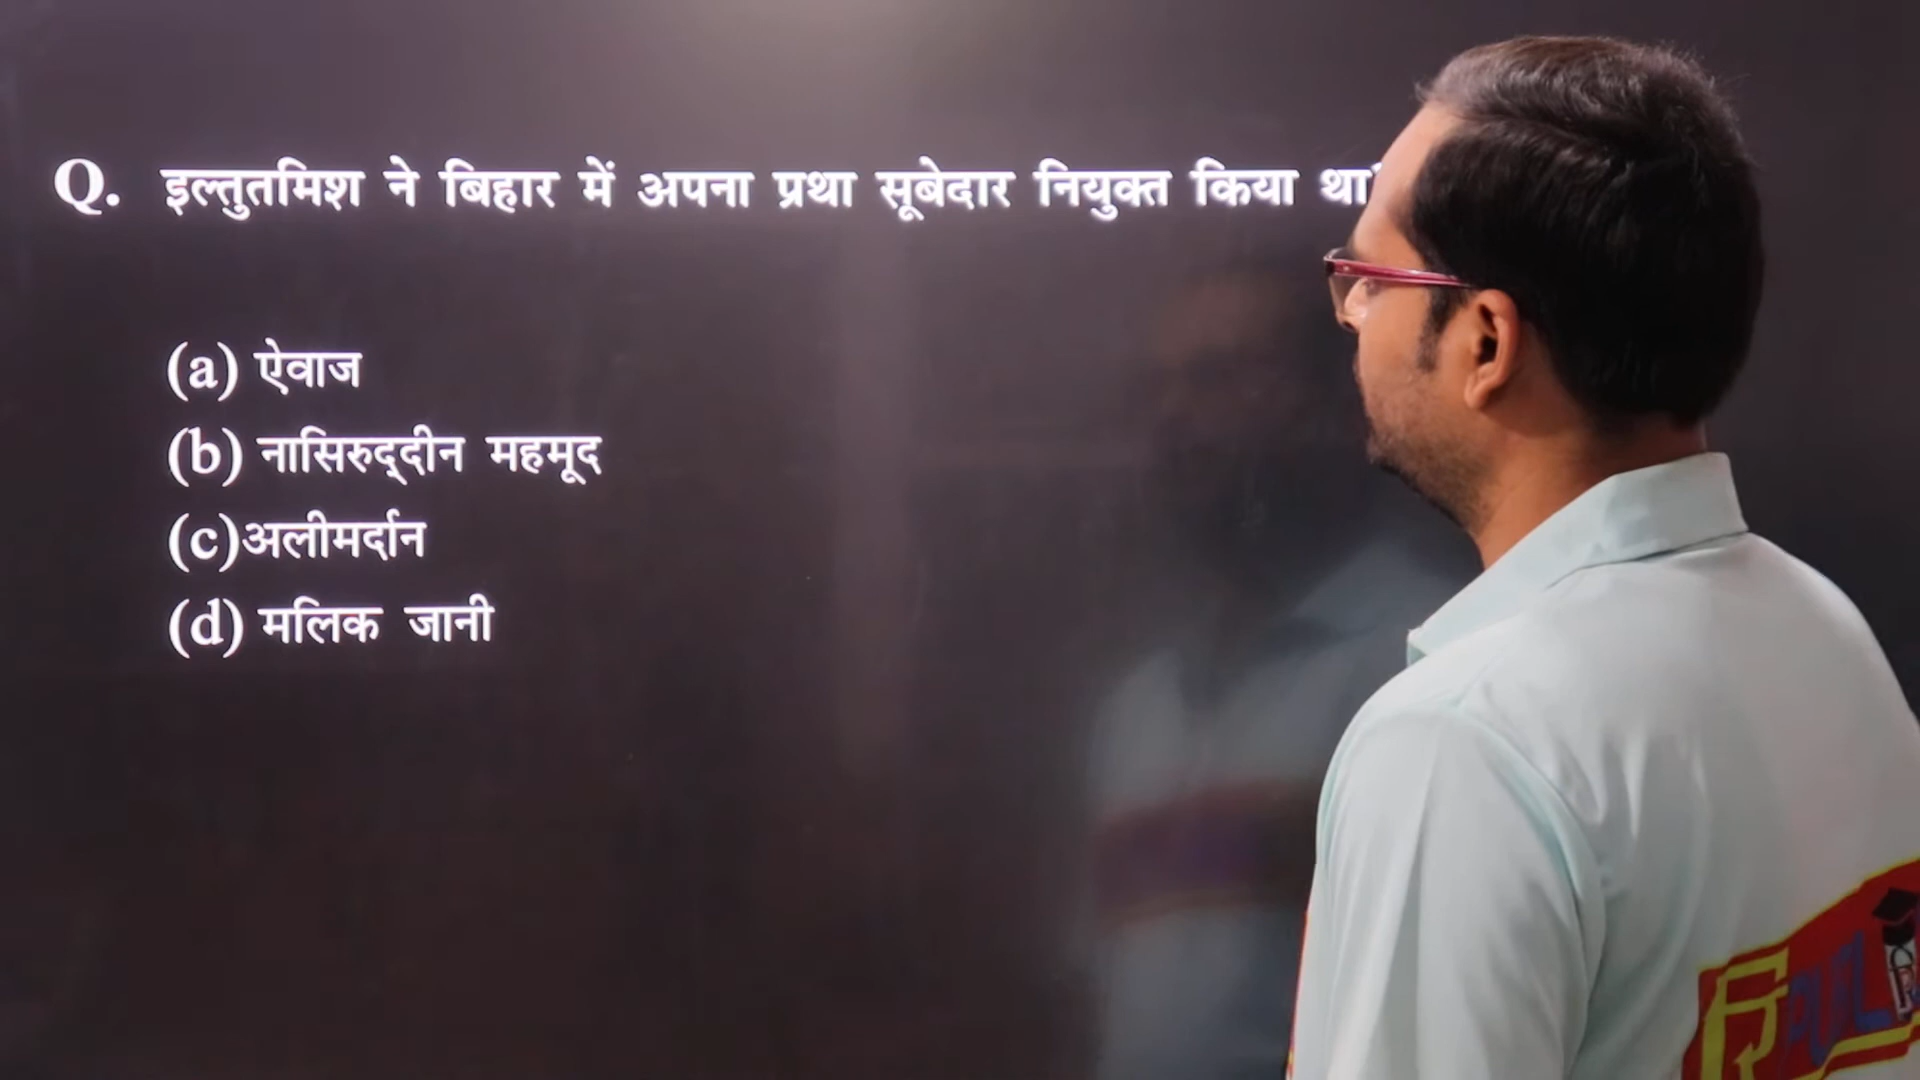 Q. इल्तुतमिश ने बिहार में अपना प्रथा सूबेदार नियुक्त किया था
(a) ऐवाज
(b) नासिरुद्‌दीन महमूद
(c)अलीमर्दान
(d) मलिक जानी